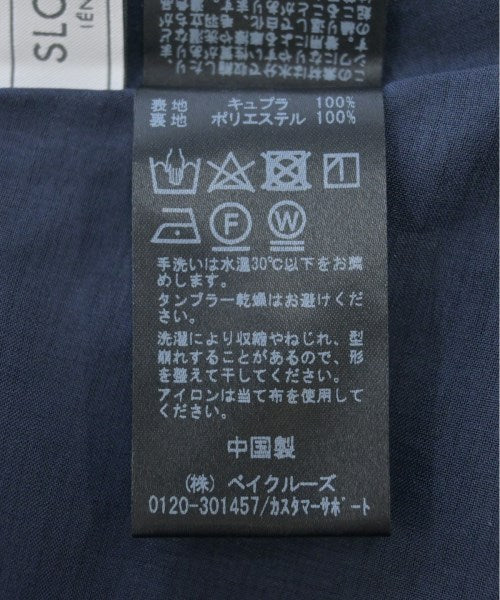 SLO
IÉN
表地 キュプラ 100%
裏地 ポリエステル 100%
F W
手洗いは水温30℃以下をお薦
めします。
タンブラー乾燥はお避けくだ
さい。
洗濯により収縮やねじれ、型
崩れすることがあるので、形
を整えて干してください。
アイロンは当て布を使用して
ください。
中国製
(株) ベイクルーズ
0120-301457/ｶｽﾀﾏｰｻﾎﾟｰﾄ